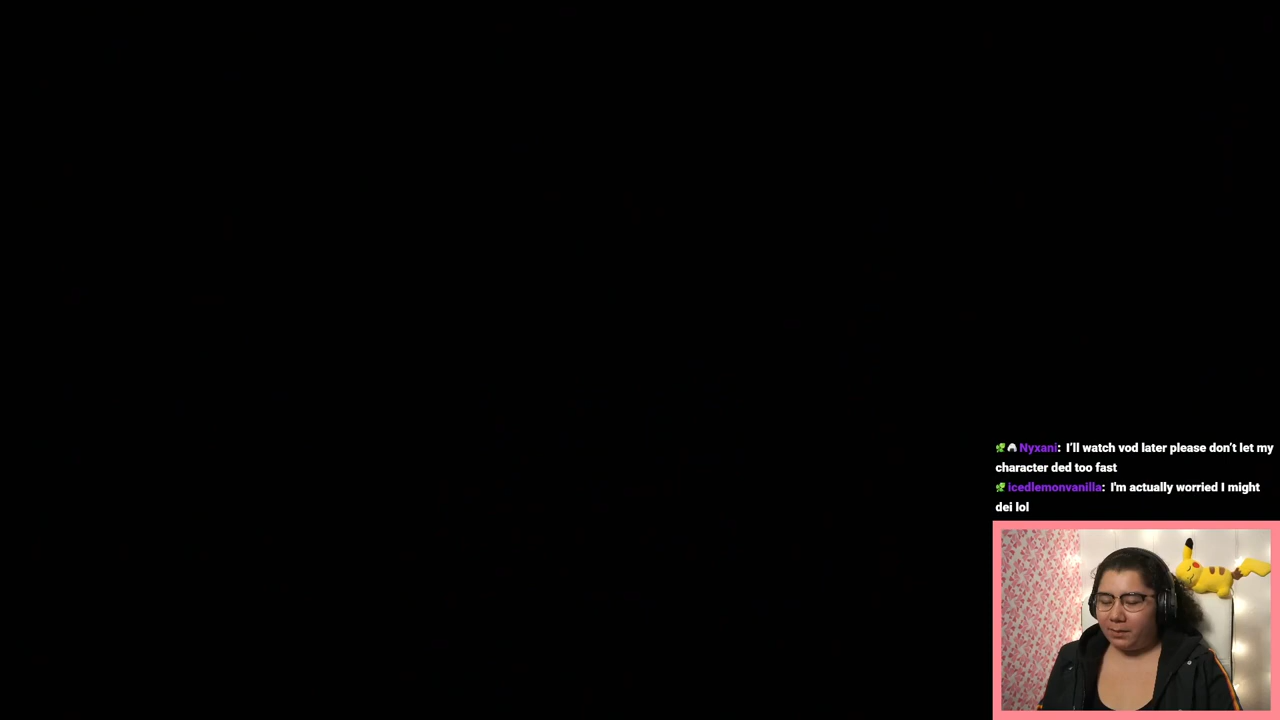 Nyxani: I’ll watch vod later please don’t let my
character ded too fast
icedlemonvanilla: I'm actually worried I might
dei lol